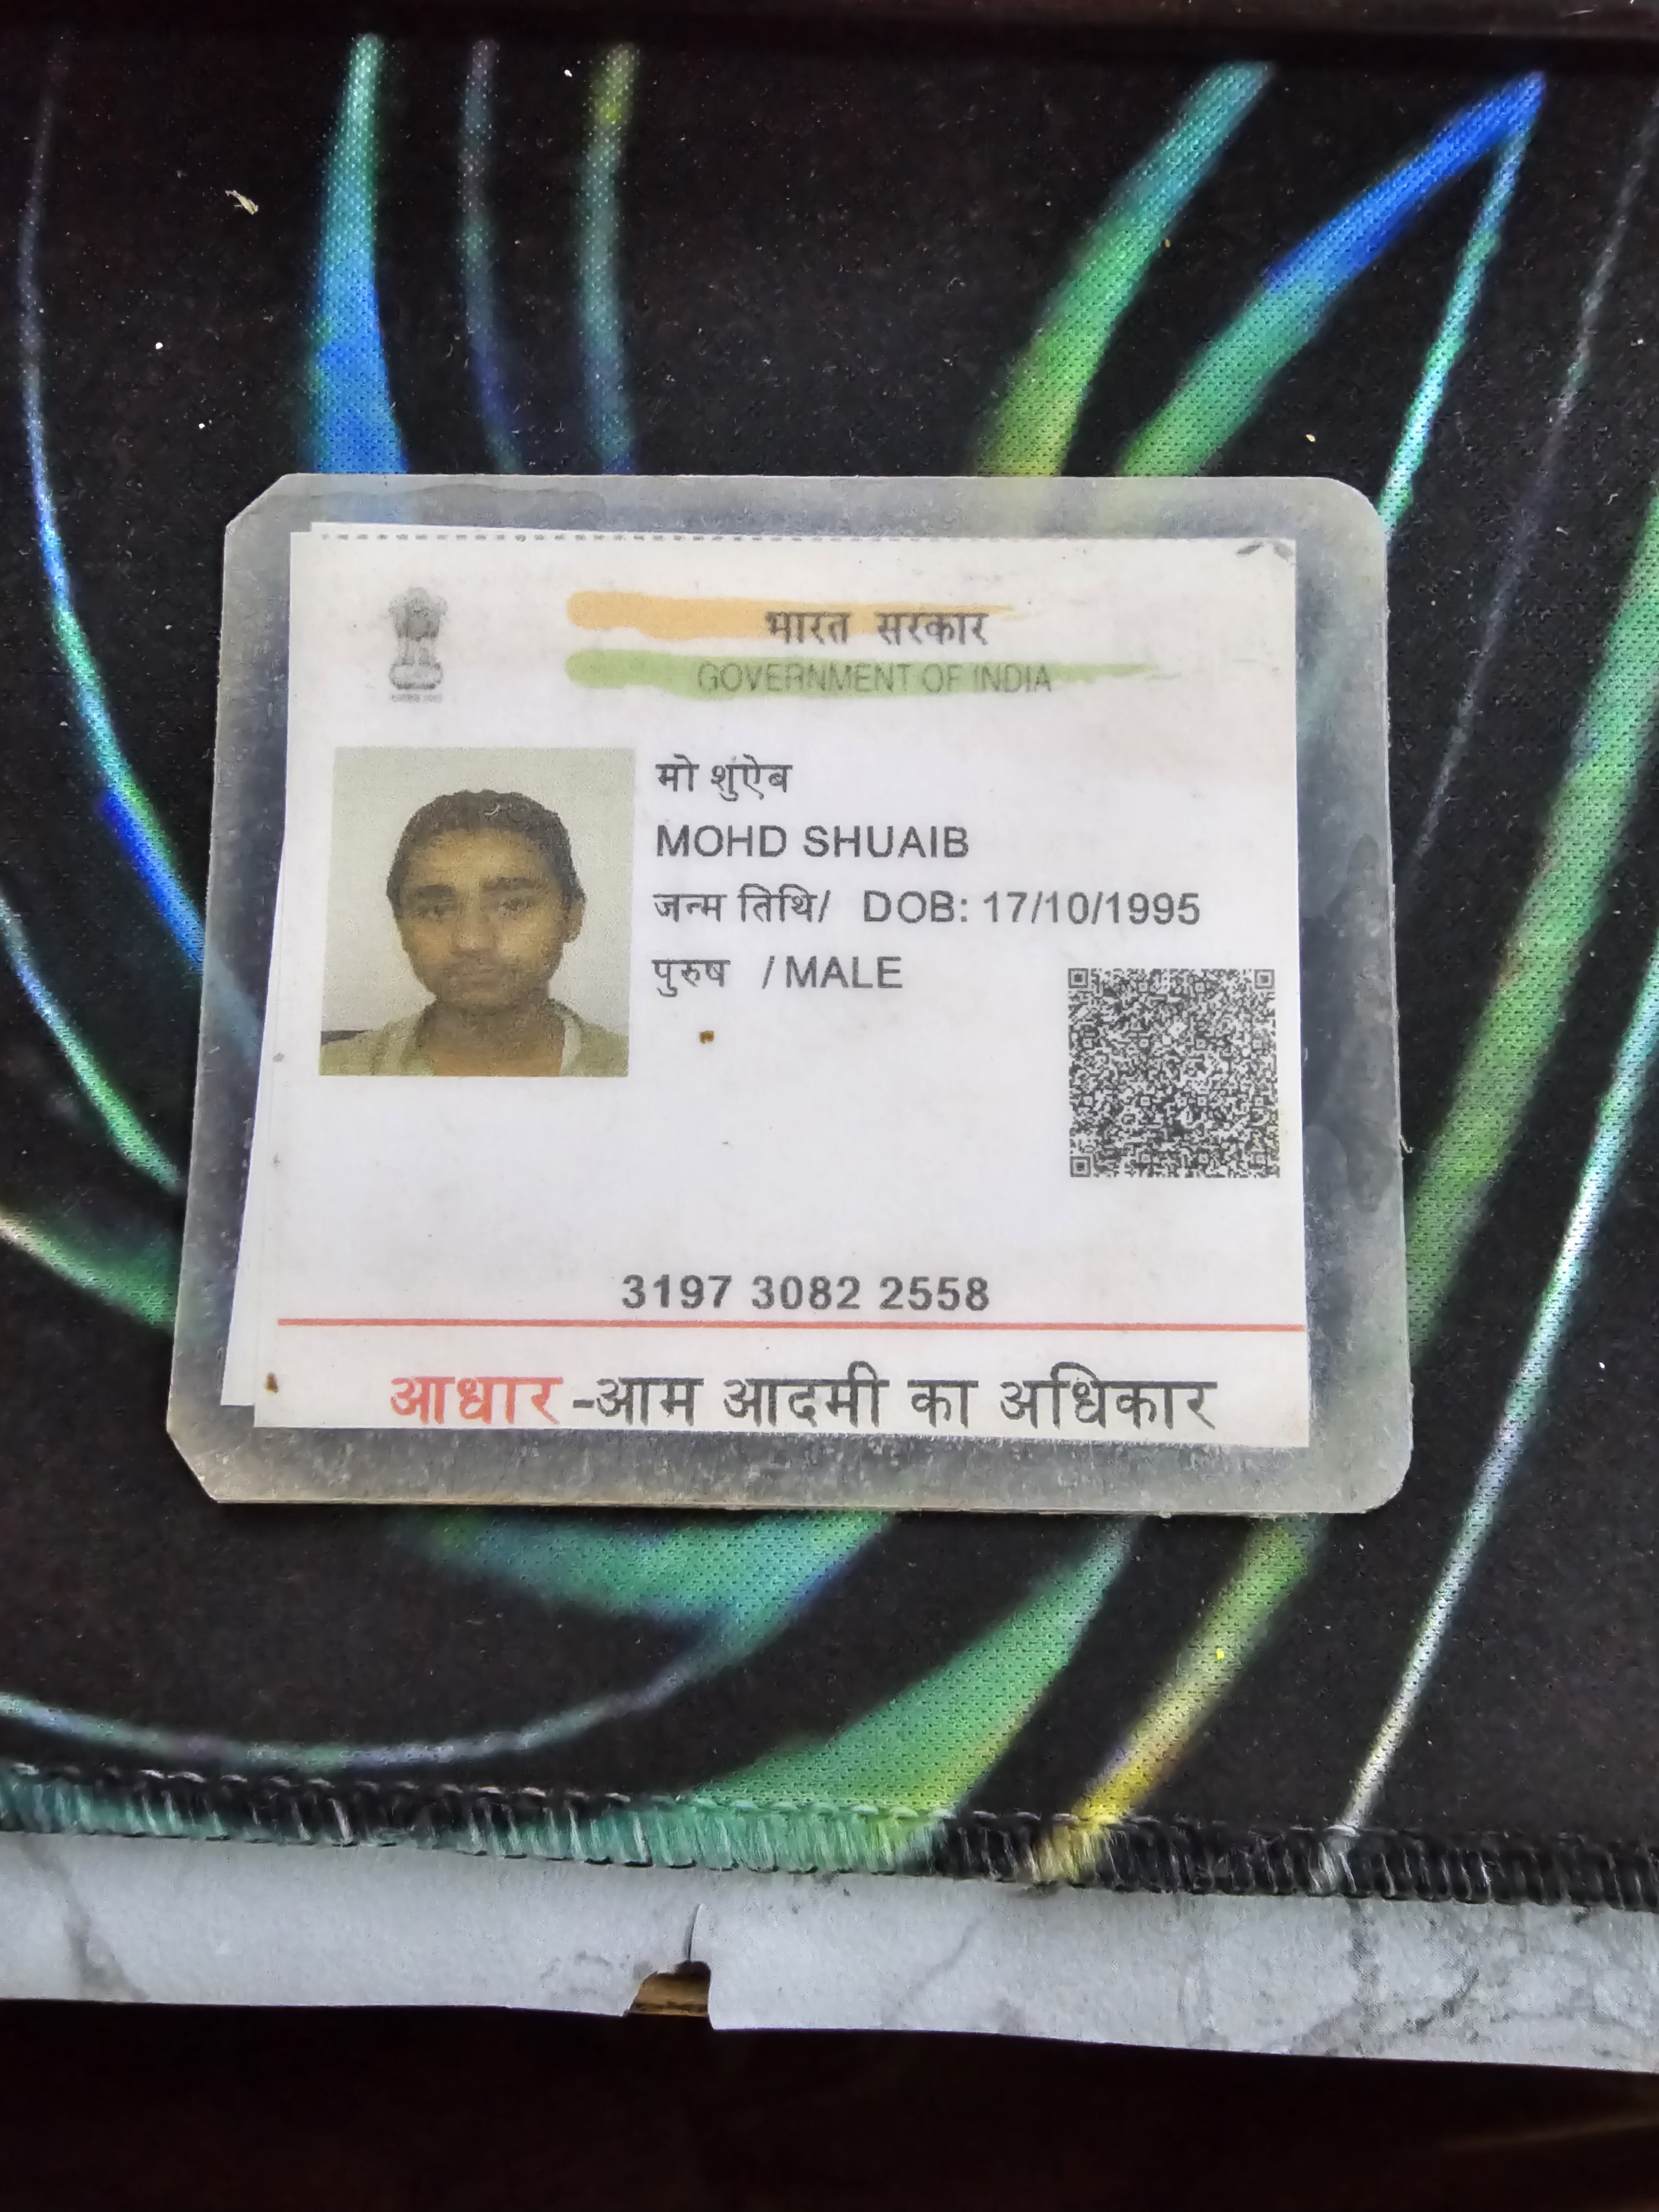 भारत सरकार
GOVERNMENT OF INDIA
मो शुऐब
MOHD SHUAIB
जन्म तिथि/ DOB: 17/10/1995
पुरुष / MALE
3197 3082 2558
आधार -आम आदमी का अधिकार